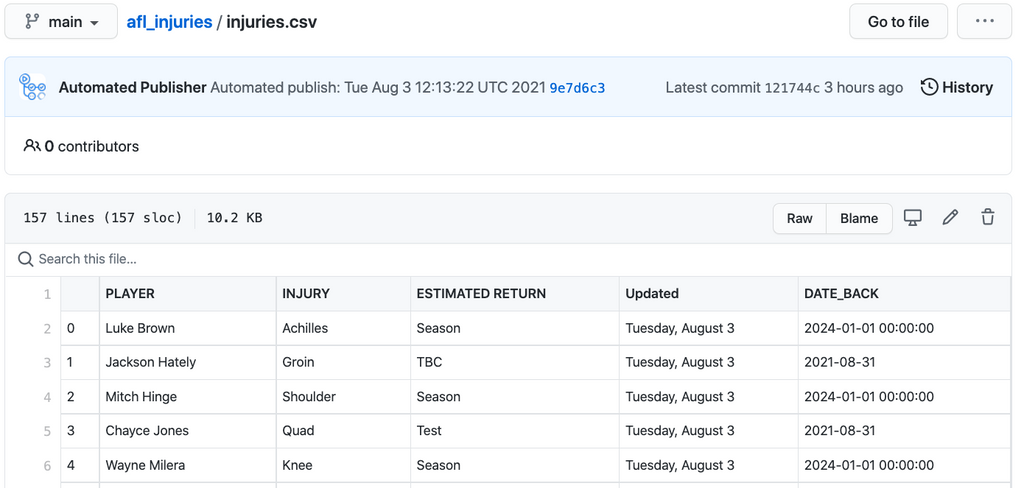 main afl_injuries / injuries.csv Go to file ...
Automated Publisher Automated publish: Tue Aug 3 12:13:22 UTC 2021 9e7d6c3 Latest commit 121744c 3 hours ago History
0 contributors
157 lines (157 sloc) 10.2 KB Raw Blame
Search this file...
1 PLAYER INJURY ESTIMATED RETURN Updated DATE_BACK
2 0 Luke Brown Achilles Season Tuesday, August 3 2024-01-01 00:00:00
3 1 Jackson Hately Groin TBC Tuesday, August 3 2021-08-31
4 2 Mitch Hinge Shoulder Season Tuesday, August 3 2024-01-01 00:00:00
5 3 Chayce Jones Quad Test Tuesday, August 3 2021-08-31
6 4 Wayne Milera Knee Season Tuesday, August 3 2024-01-01 00:00:00